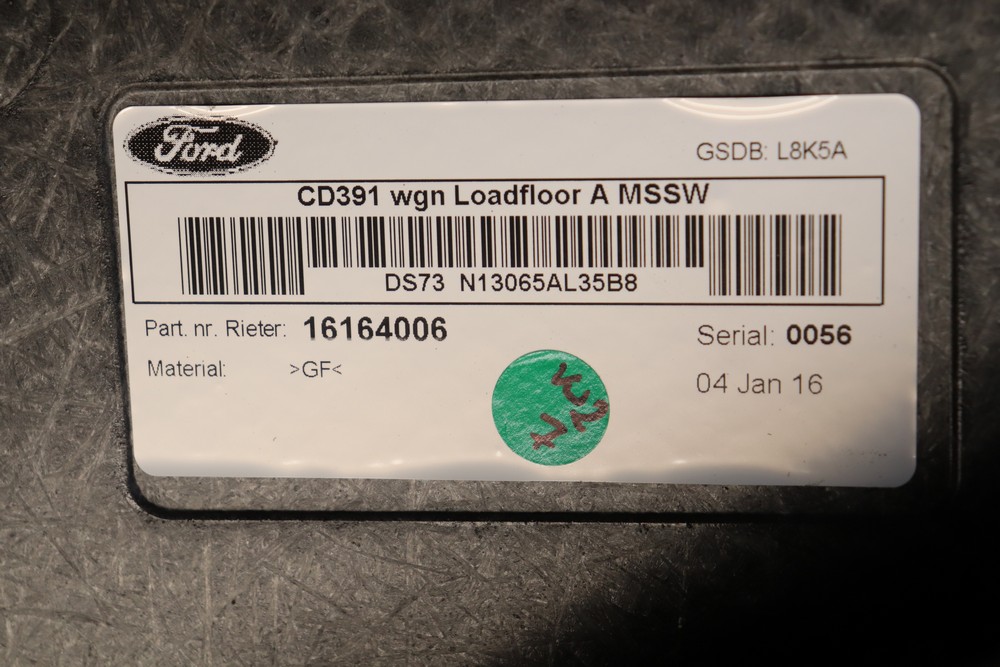 Ford
GSDB: L8K5A
CD391 wgn Loadfloor A MSSW
DS73 N13065AL35B8
Part. nr. Rieter: 16164006
Serial: 0056
Material: >GF<
04 Jan 16